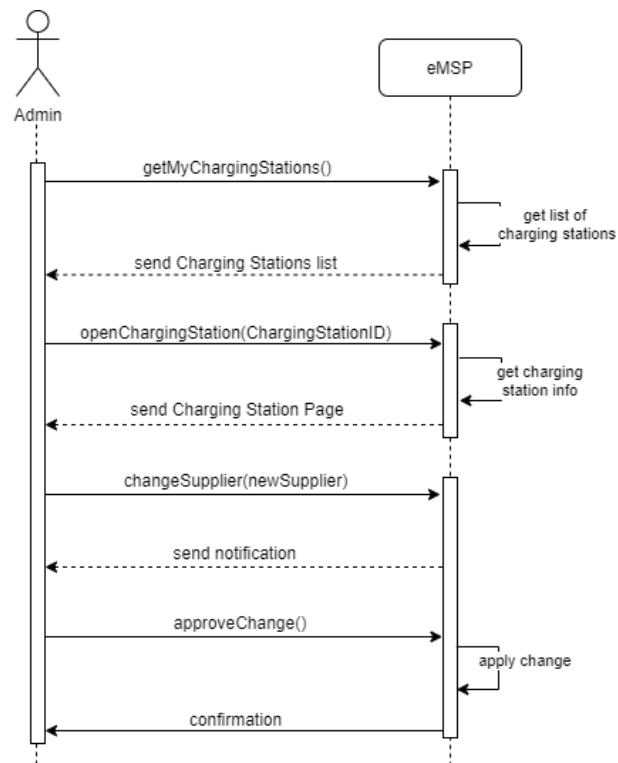 eMSP
Admin
getMyChargingStations()
get list of
charging stations
send Charging Stations list
openChargingStation(ChargingStationID)
get charging
station info
send Charging Station Page
changeSupplier(newSupplier)
send notification
approveChange()
apply change
confirmation